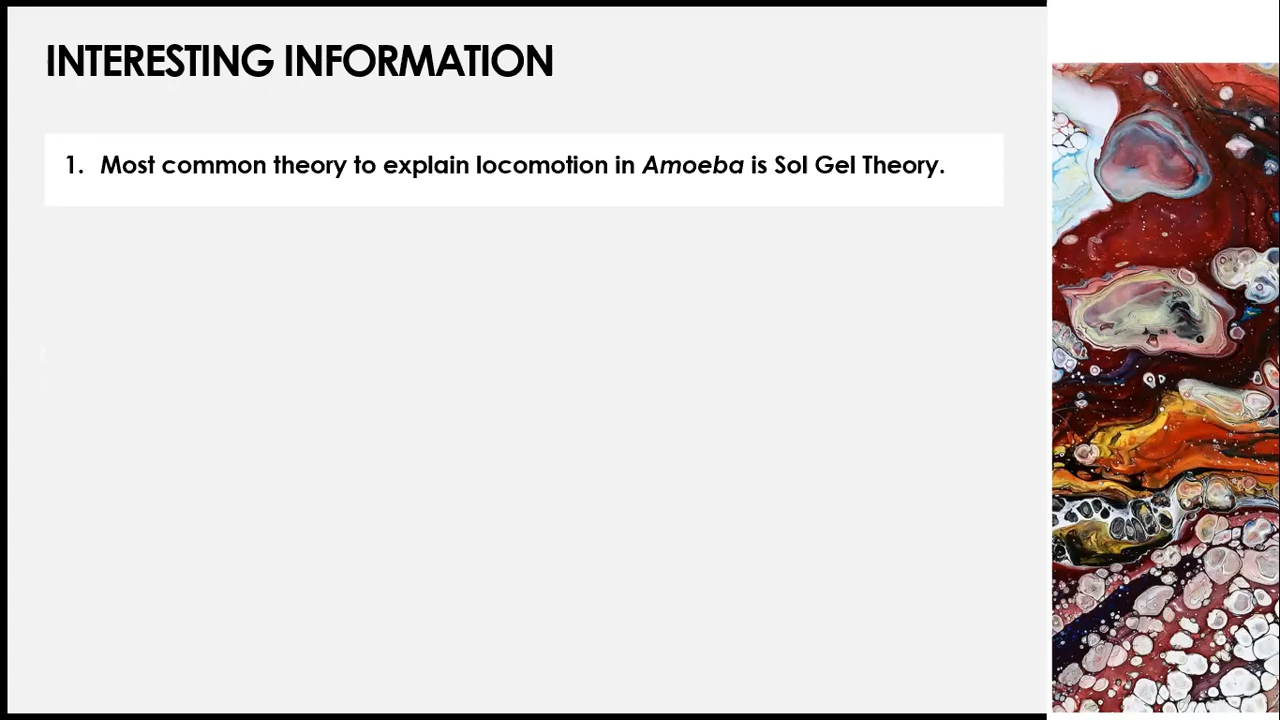 INTERESTING INFORMATION
1. Most common theory to explain locomotion in Amoeba is Sol Gel Theory.